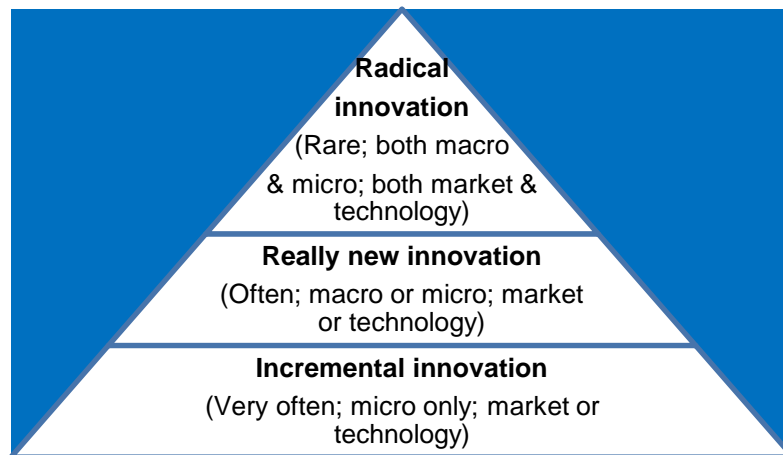 Radical
innovation
(Rare; both macro
& micro; both market &
technology)
Really new innovation
(Often; macro or micro; market
or technology)
Incremental innovation
(Very often; micro only; market or
technology)